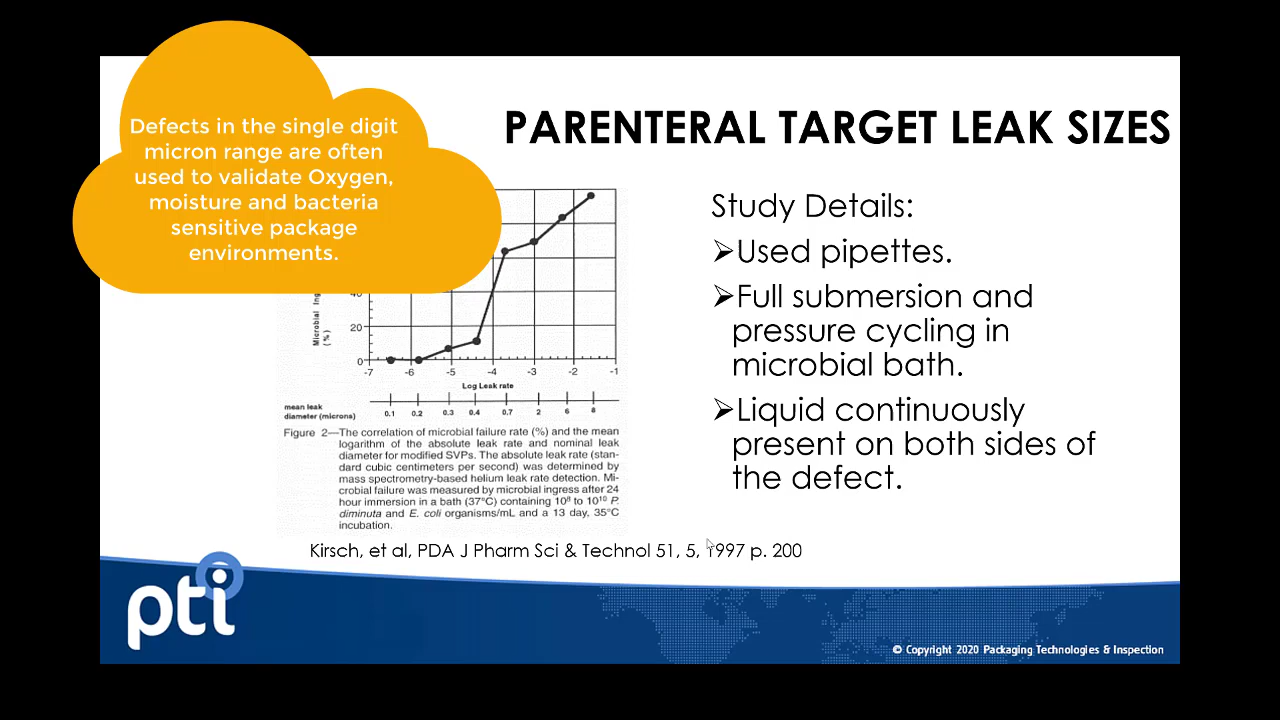 Defects in the single digit
micron range are often
used to validate Oxygen,
moisture and bacteria
sensitive package
environments.
PARENTERAL TARGET LEAK SIZES
Study Details:
➢Used pipettes.
➢Full submersion and
pressure cycling in
microbial bath.
➢Liquid continuously
present on both sides of
the defect.
Microbial
(%)
40
20
0
-7 -6 -5 -4 -3 -2 -1
Log Leak rate
mean leak
diameter (microns)
0.1 0.2 0.3 0.4 0.7 2 6 8
Figure 2—The correlation of microbial failure rate (%) and the mean
logarithm of the absolute leak rate and nominal leak
diameter for modified SVPs. The absolute leak rate (stan-
dard cubic centimeters per second) was determined by
mass spectrometry-based helium leak rate detection. Mi-
crobial failure was measured by microbial ingress after 24
hour immersion in a bath (37°C) containing 10⁸ to 10¹⁰ P.
diminuta and E. coli organisms/mL and a 13 day, 35°C
incubation.
Kirsch, et al, PDA J Pharm Sci & Technol 51, 5, 1997 p. 200
pti
© Copyright 2020 Packaging Technologies & Inspection